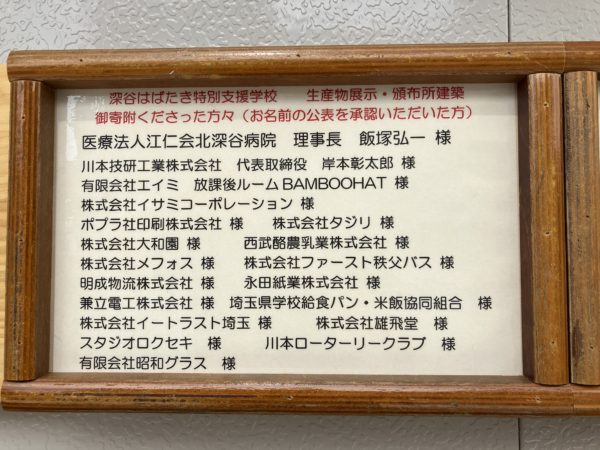 深谷はばたき特別支援学校　生産物展示・頒布所建築
御寄附くださった方々（お名前の公表を承認いただいた方）
医療法人江仁会北深谷病院　理事長　飯塚弘一 様
川本技研工業株式会社　代表取締役　岸本彰太郎 様
有限会社エイミ　放課後ルームBAMBOOHAT 様
株式会社イサミコーポレーション 様
ポプラ社印刷株式会社 様　株式会社タジリ 様
株式会社大和園 様　西武酪農乳業株式会社 様
株式会社メフォス 様　株式会社ファースト秩父バス 様
明成物流株式会社 様　永田紙業株式会社 様
兼立電工株式会社 様　埼玉県学校給食パン・米飯協同組合 様
株式会社イートラスト埼玉 様　株式会社雄飛堂 様
スタジオロクセキ 様　川本ローターリークラブ 様
有限会社昭和グラス 様